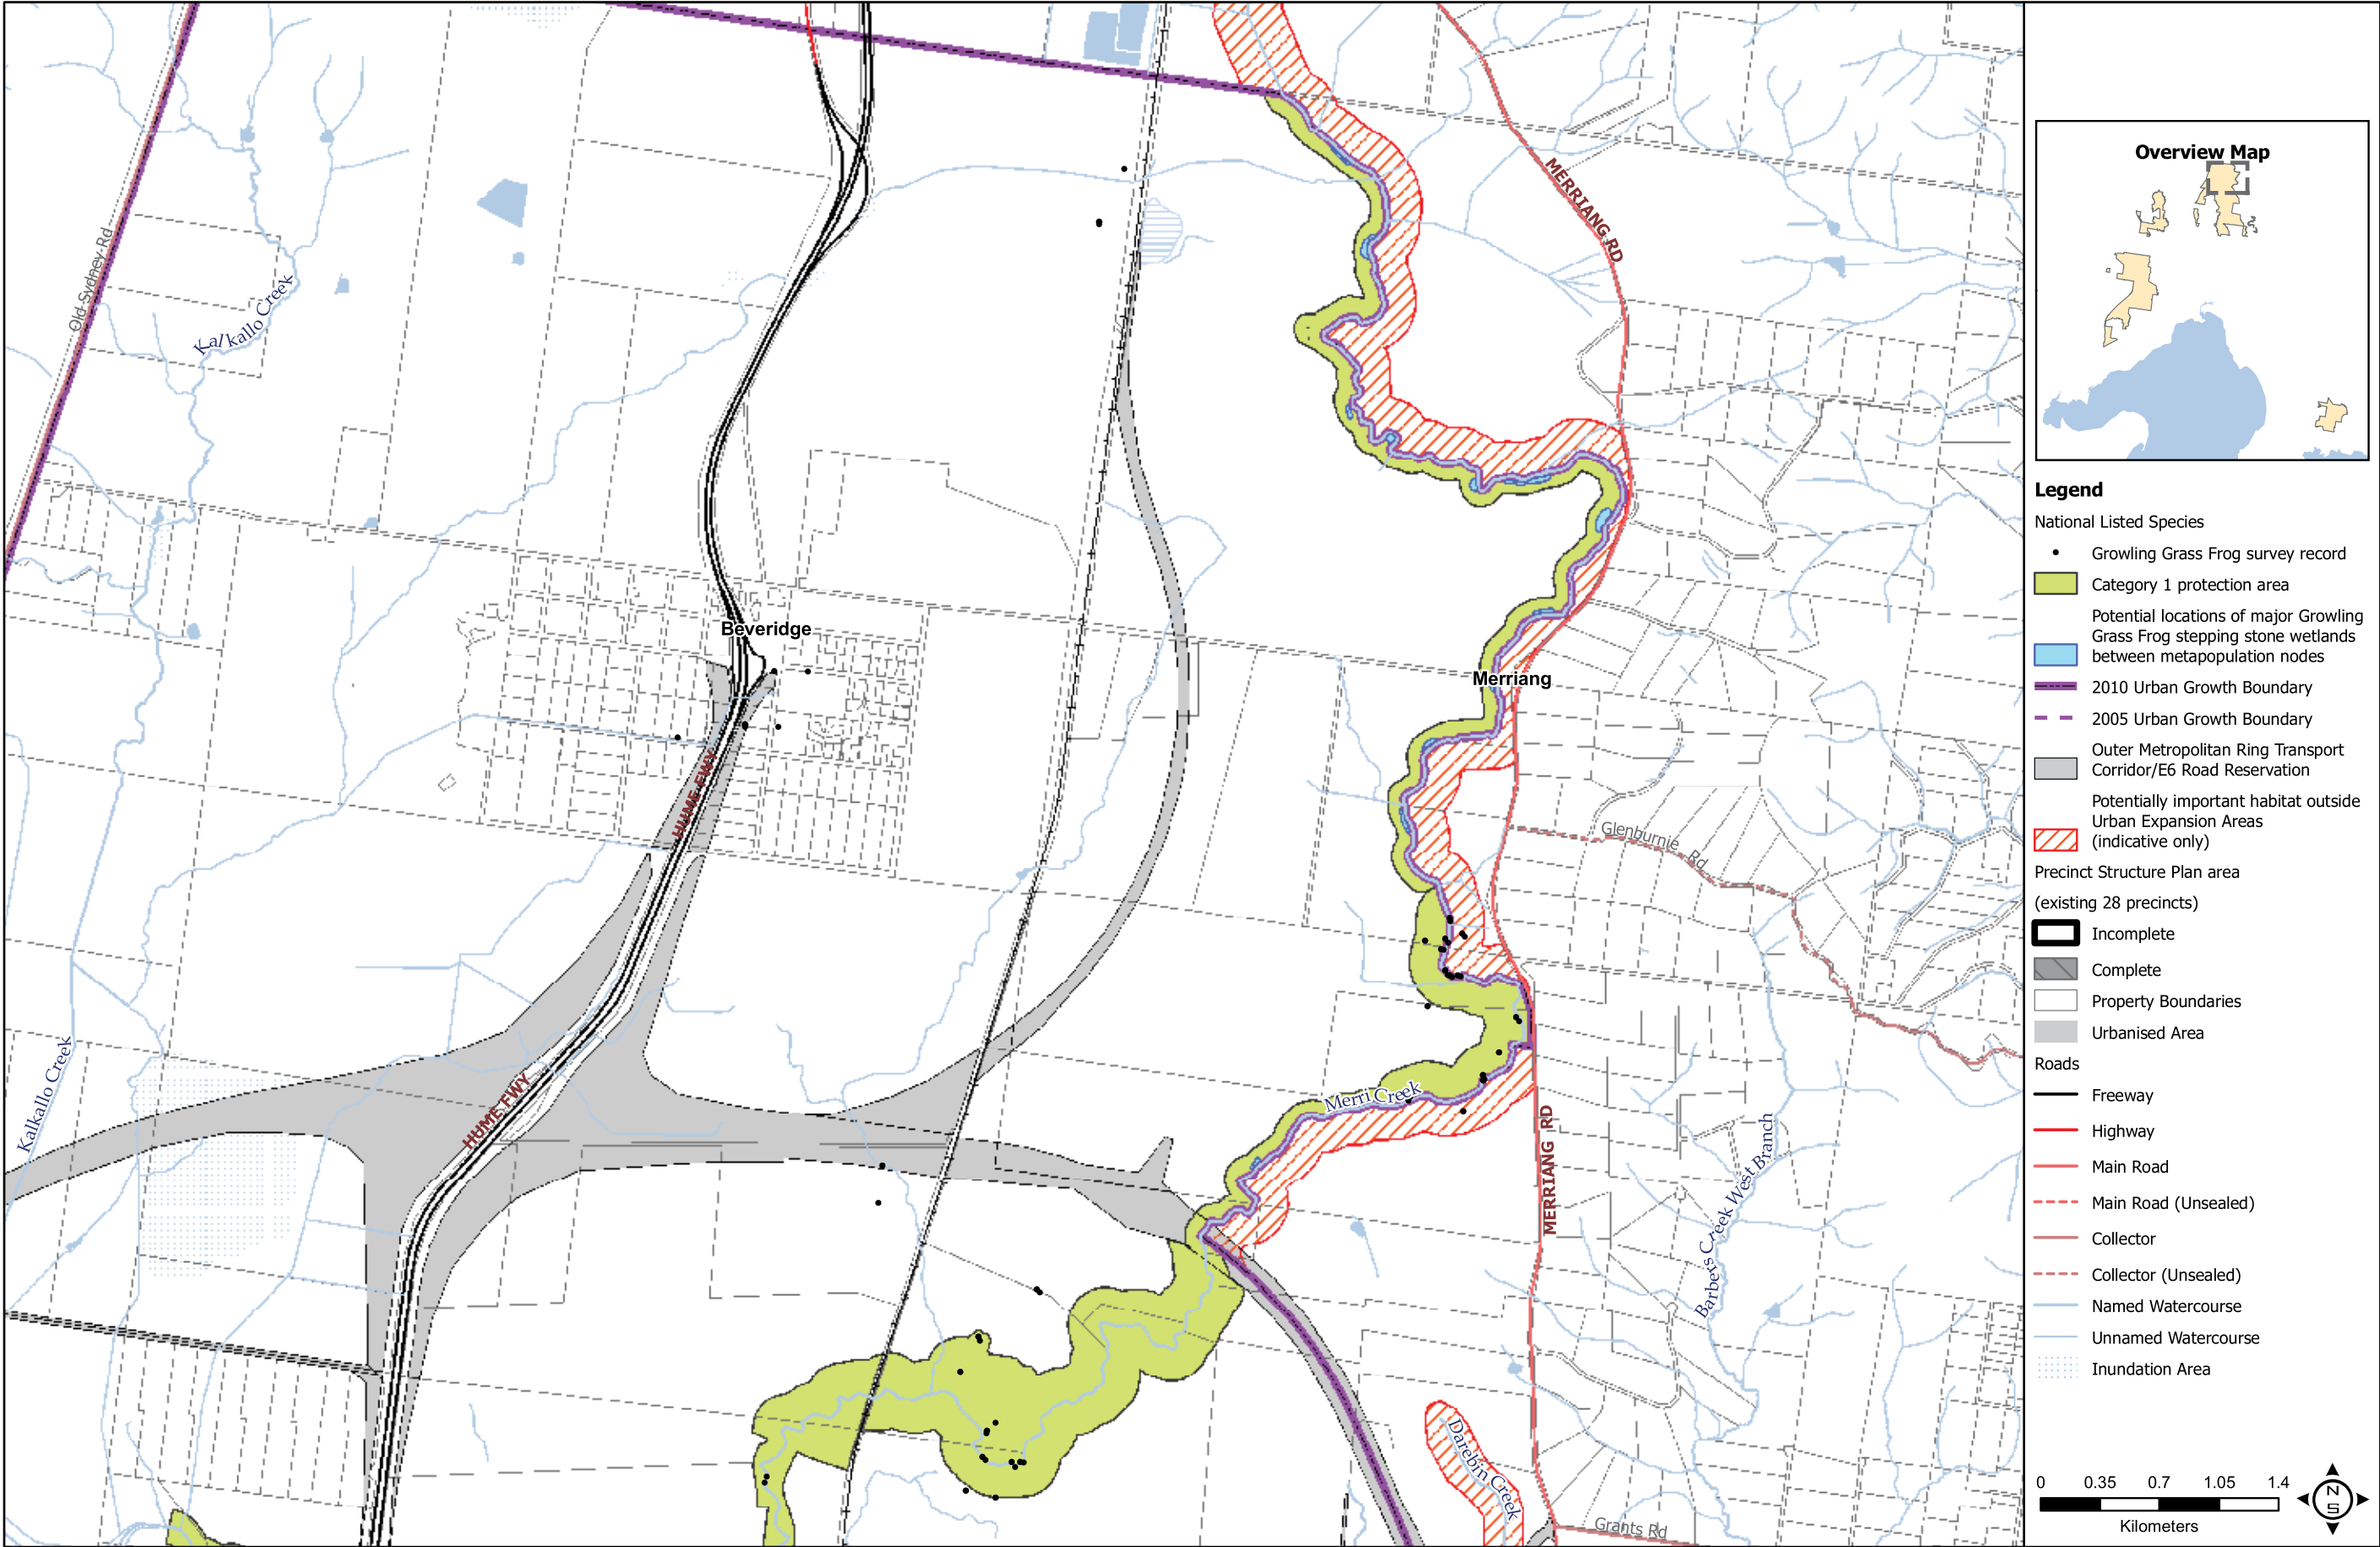 Old Sydney Rd
Kalkallo Creek
MERRIANG RD
Beveridge
Merriang
HUME FWY
Glenburnie Rd
Kalkallo Creek
HUME FWY
Merri Creek
MERRIANG RD
Barbers Creek West Branch
Darebin Creek
Grants Rd
Overview Map
Legend
National Listed Species
Growling Grass Frog survey record
Category 1 protection area
Potential locations of major Growling
Grass Frog stepping stone wetlands
between metapopulation nodes
2010 Urban Growth Boundary
2005 Urban Growth Boundary
Outer Metropolitan Ring Transport
Corridor/E6 Road Reservation
Potentially important habitat outside
Urban Expansion Areas
(indicative only)
Precinct Structure Plan area
(existing 28 precincts)
Incomplete
Complete
Property Boundaries
Urbanised Area
Roads
Freeway
Highway
Main Road
Main Road (Unsealed)
Collector
Collector (Unsealed)
Named Watercourse
Unnamed Watercourse
Inundation Area
0 0.35 0.7 1.05 1.4
Kilometers
N
S